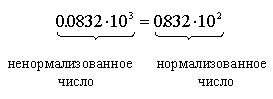 0.0832·10³ = 0.832·10²
ненормализованное нормализованное
число число